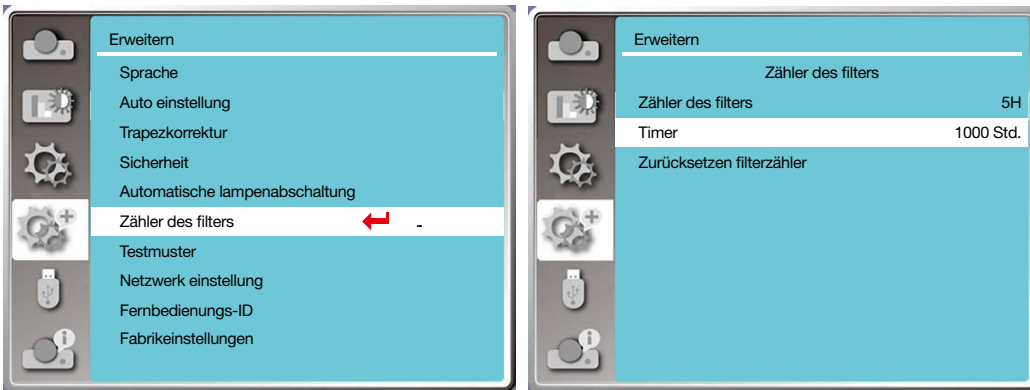 Erweitern
Sprache
Auto einstellung
Trapezkorrektur
Sicherheit
Automatische lampenabschaltung
Zähler des filters -
Testmuster
Netzwerk einstellung
Fernbedienungs-ID
Fabrikeinstellungen
Erweitern
Zähler des filters
Zähler des filters 5H
Timer 1000 Std.
Zurücksetzen filterzähler